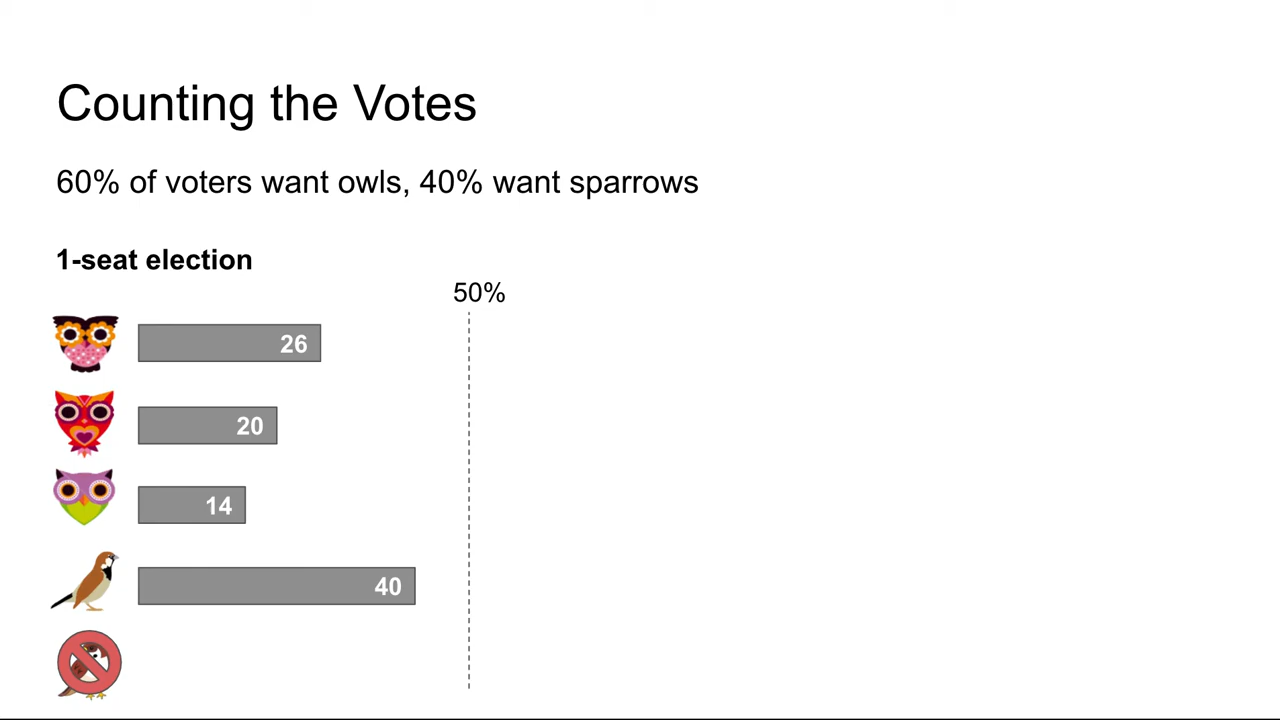 Counting the Votes
60% of voters want owls, 40% want sparrows
1-seat election
50%
26
20
14
40